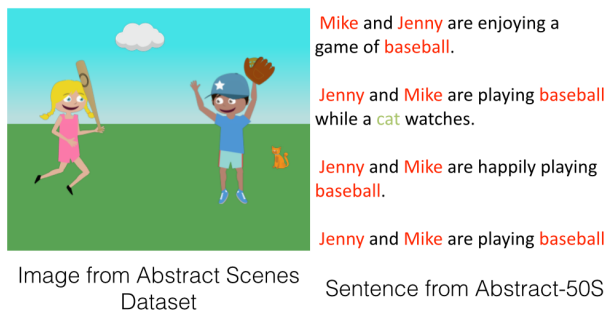 Mike and Jenny are enjoying a
game of baseball.
Jenny and Mike are playing baseball
while a cat watches.
Jenny and Mike are happily playing
baseball.
Jenny and Mike are playing baseball
Image from Abstract Scenes
Dataset
Sentence from Abstract-50S